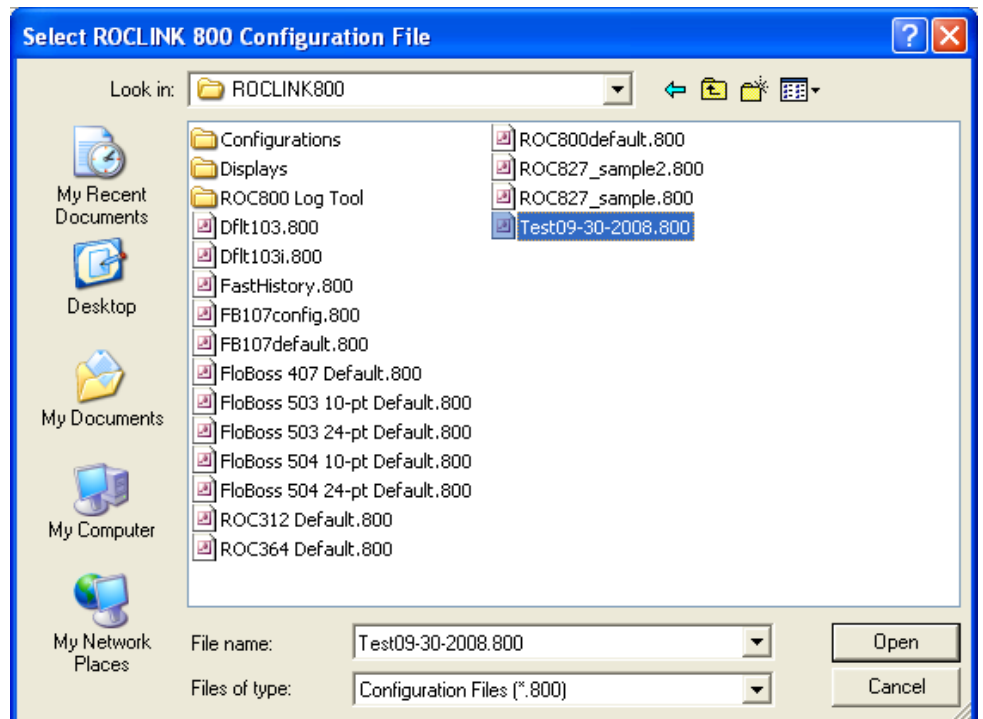 Select ROCLINK 800 Configuration File
Look in: ROCLINK800
My Recent
Documents
Desktop
My Documents
My Computer
My Network
Places
Configurations
Displays
ROC800 Log Tool
Dflt103.800
Dflt103i.800
FastHistory.800
FB107config.800
FB107default.800
FloBoss 407 Default.800
FloBoss 503 10-pt Default.800
FloBoss 503 24-pt Default.800
FloBoss 504 10-pt Default.800
FloBoss 504 24-pt Default.800
ROC312 Default.800
ROC364 Default.800
ROC800default.800
ROC827_sample2.800
ROC827_sample.800
Test09-30-2008.800
File name: Test09-30-2008.800
Open
Files of type: Configuration Files (*.800)
Cancel